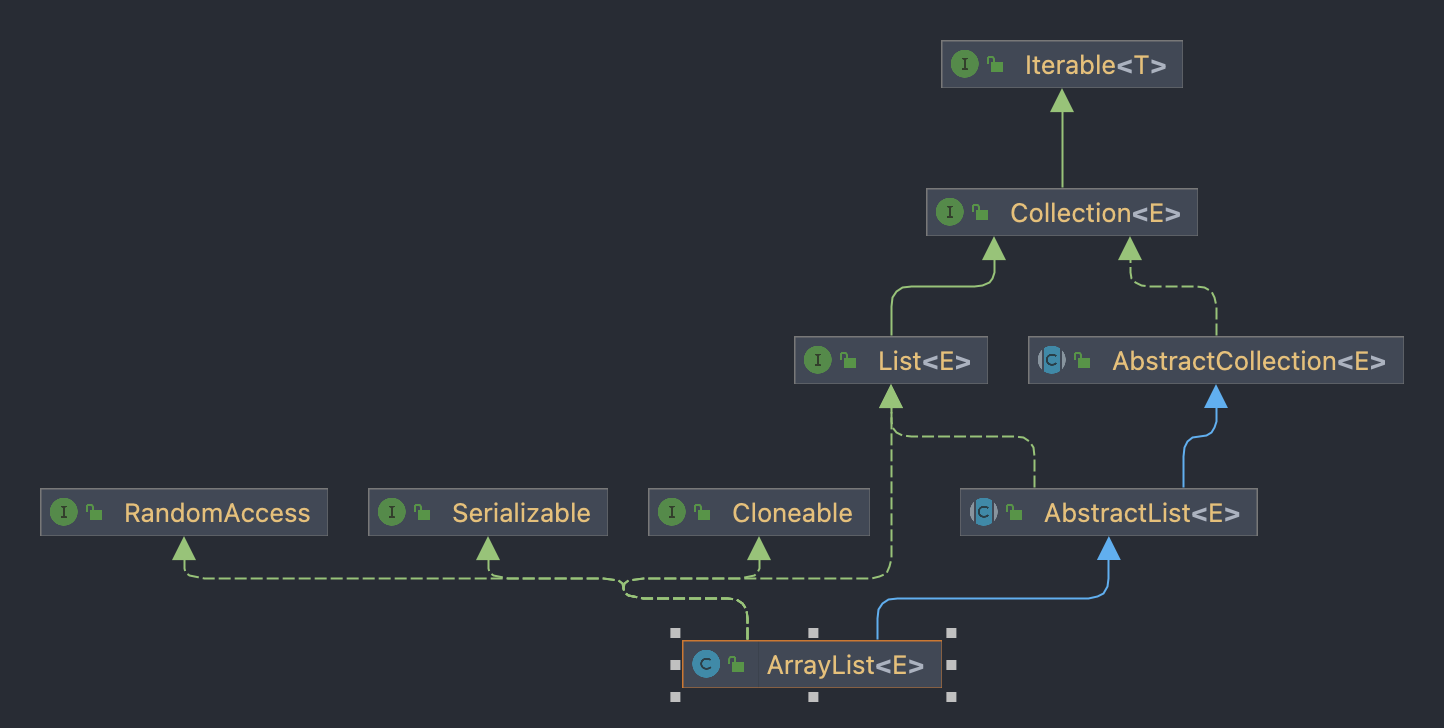 I Iterable<T>
I Collection<E>
I List<E>
C AbstractCollection<E>
I RandomAccess
I Serializable
I Cloneable
C AbstractList<E>
C ArrayList<E>